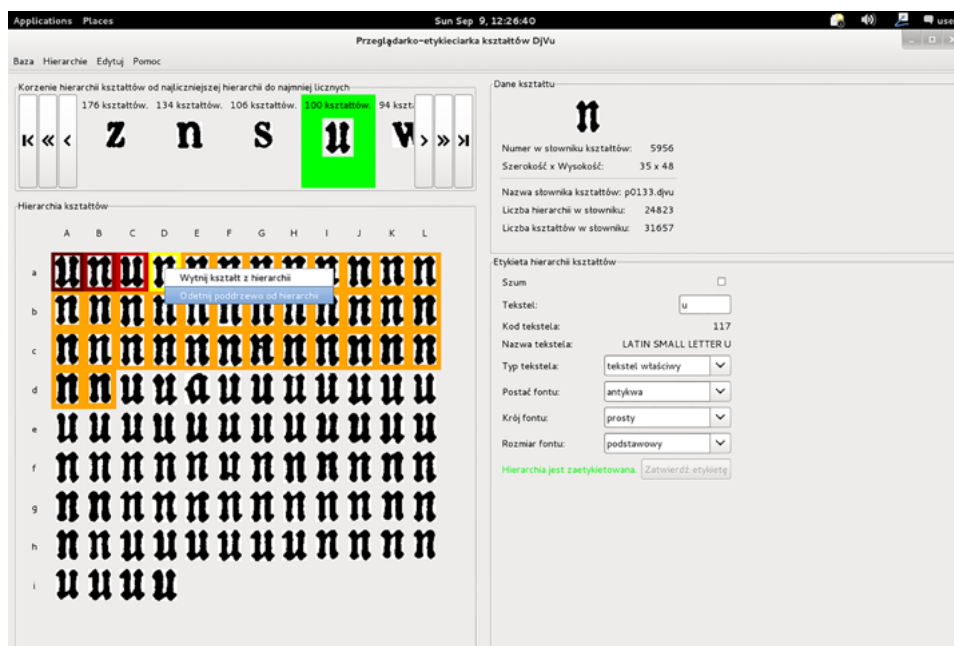 Applications Places Sun Sep 9, 12:26:40 use
Przeglądarko-etykieciarka kształtów DjVu
Baza Hierarchie Edytuj Pomoc
Korzenie hierarchii kształtów od najliczniejszej hierarchii do najmniej licznych
176 kształtów. 134 kształtów. 106 kształtów. 100 kształtów. 94 kszt
z n s u w
Hierarchia kształtów
A B C D E F G H I J K L
a
Wytnij kształt z hierarchii
Odetnij poddrzewo od hierarchii
b
c
d
e
f
g
h
i
Dane kształtu
n
Numer w słowniku kształtów: 5956
Szerokość x Wysokość: 35 x 48
Nazwa słownika kształtów: p0133.djvu
Liczba hierarchii w słowniku: 24823
Liczba kształtów w słowniku: 31657
Etykieta hierarchii kształtów
Szum
Tekstel: u
Kod tekstela: 117
Nazwa tekstela: LATIN SMALL LETTER U
Typ tekstela: tekstel właściwy
Postać fontu: antykwa
Krój fontu: prosty
Rozmiar fontu: podstawowy
Hierarchia jest zaetykietowana. Zatwierdź etykietę